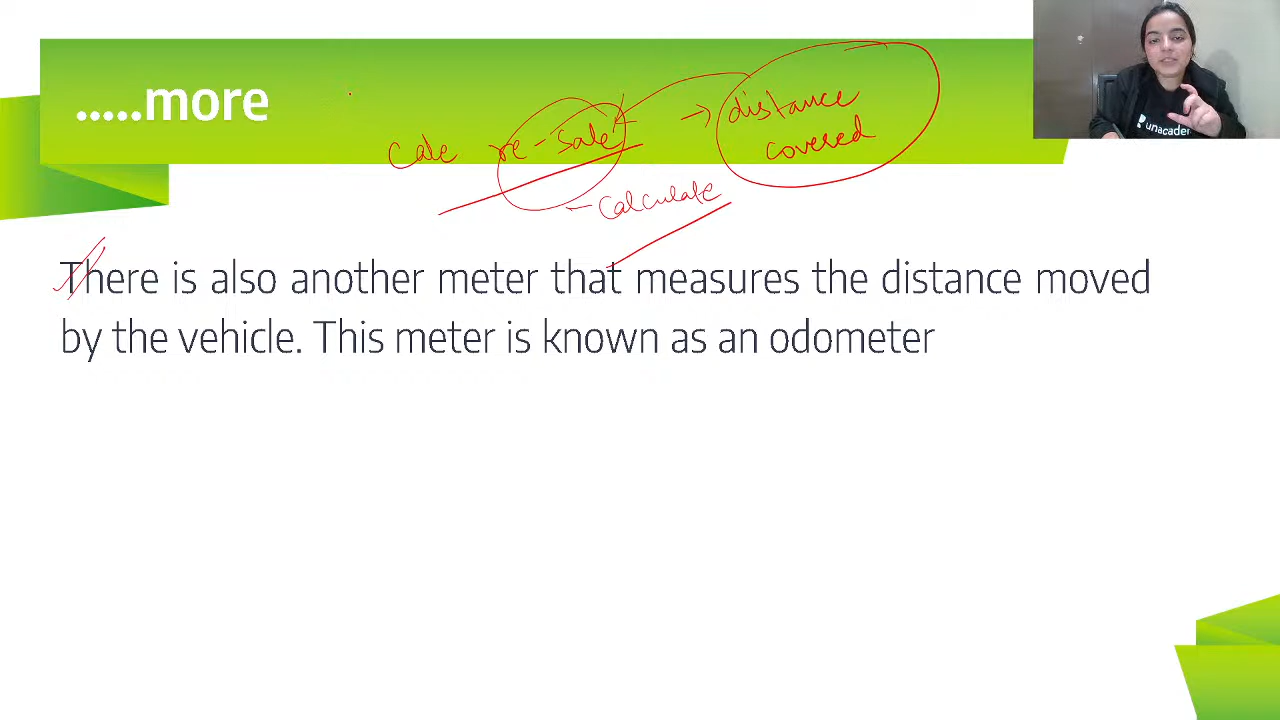 .....more
→ distance
covered
Cale re-sale
- calculate
There is also another meter that measures the distance moved
by the vehicle. This meter is known as an odometer
unacadem